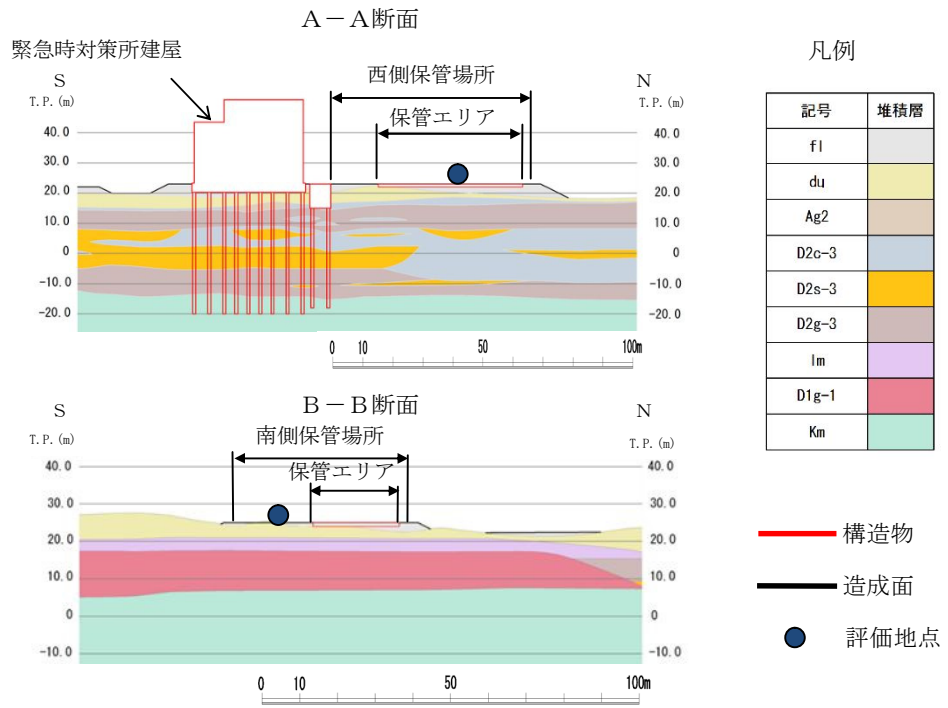 A－A断面
緊急時対策所建屋
S
N
T.P.(m)
T.P.(m)
西側保管場所
保管エリア
40.0
40.0
30.0
30.0
20.0
20.0
10.0
10.0
0
0
-10.0
-10.0
-20.0
-20.0
0 10 50 100m
B－B断面
S
N
T.P.(m)
T.P.(m)
南側保管場所
保管エリア
40.0
40.0
30.0
30.0
20.0
20.0
10.0
10.0
0
0
-10.0
-10.0
0 10 50 100m
凡例
記号 堆積層
fl
du
Ag2
D2c-3
D2s-3
D2g-3
lm
D1g-1
Km
構造物
造成面
評価地点